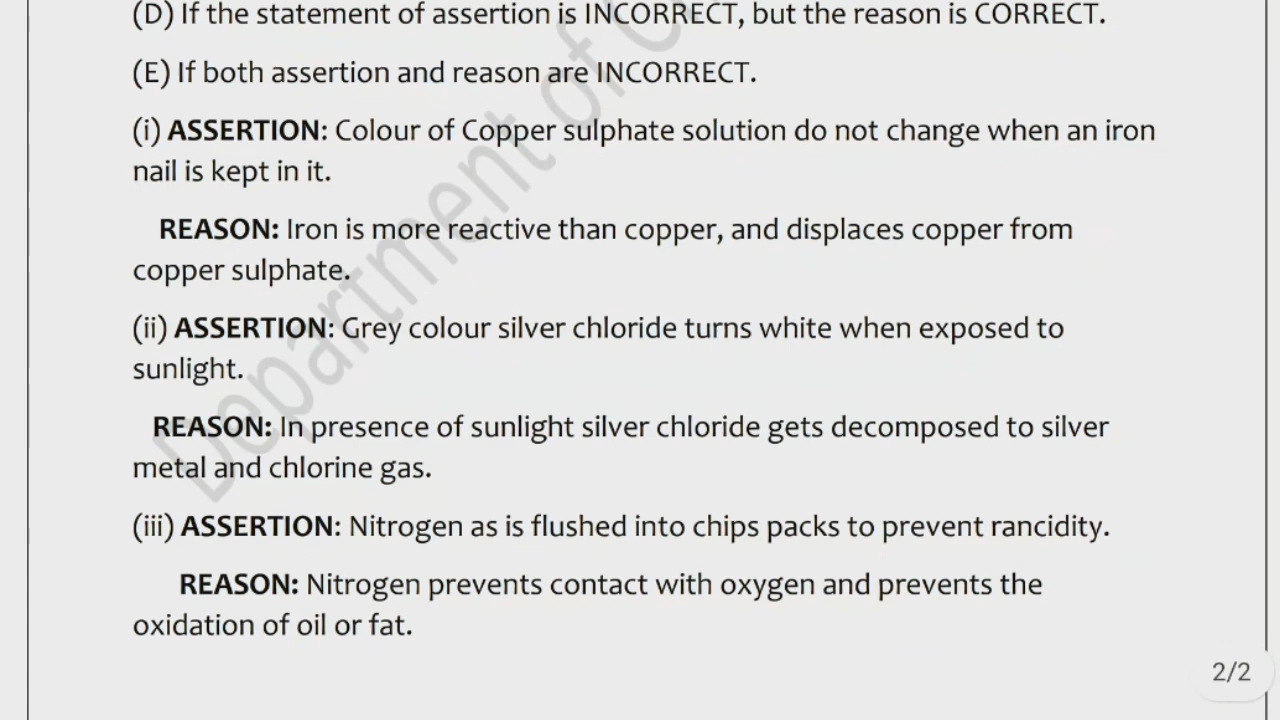 (D) If the statement of assertion is INCORRECT, but the reason is CORRECT.
(E) If both assertion and reason are INCORRECT.
(i) ASSERTION: Colour of Copper sulphate solution do not change when an iron
nail is kept in it.
REASON: Iron is more reactive than copper, and displaces copper from
copper sulphate.
(ii) ASSERTION: Grey colour silver chloride turns white when exposed to
sunlight.
REASON: In presence of sunlight silver chloride gets decomposed to silver
metal and chlorine gas.
(iii) ASSERTION: Nitrogen as is flushed into chips packs to prevent rancidity.
REASON: Nitrogen prevents contact with oxygen and prevents the
oxidation of oil or fat.
2/2
Department of